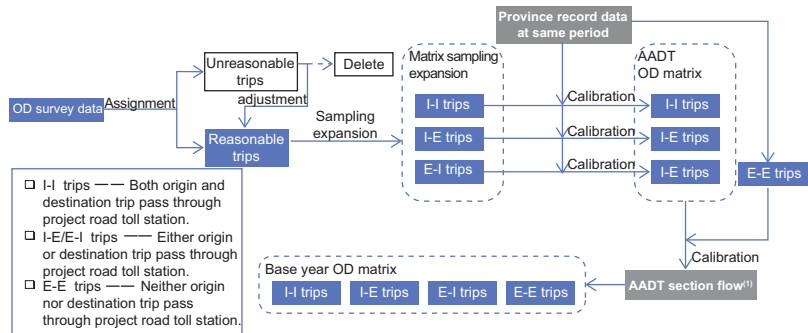 Province record data
at same period
Unreasonable
trips
Delete
Matrix sampling
expansion
AADT
OD matrix
OD survey data
Assignment
adjustment
Reasonable
trips
Sampling
expansion
I-I trips
Calibration
I-I trips
I-E trips
Calibration
I-E trips
E-I trips
Calibration
I-E trips
E-E trips
❑ I-I trips —— Both origin and
destination trip pass through
project road toll station.
❑ I-E/E-I trips —— Either origin
or destination trip pass through
project road toll station.
❑ E-E trips —— Neither origin
nor destination trip pass
through project road toll station.
Calibration
Base year OD matrix
I-I trips
I-E trips
E-I trips
E-E trips
AADT section flow(1)